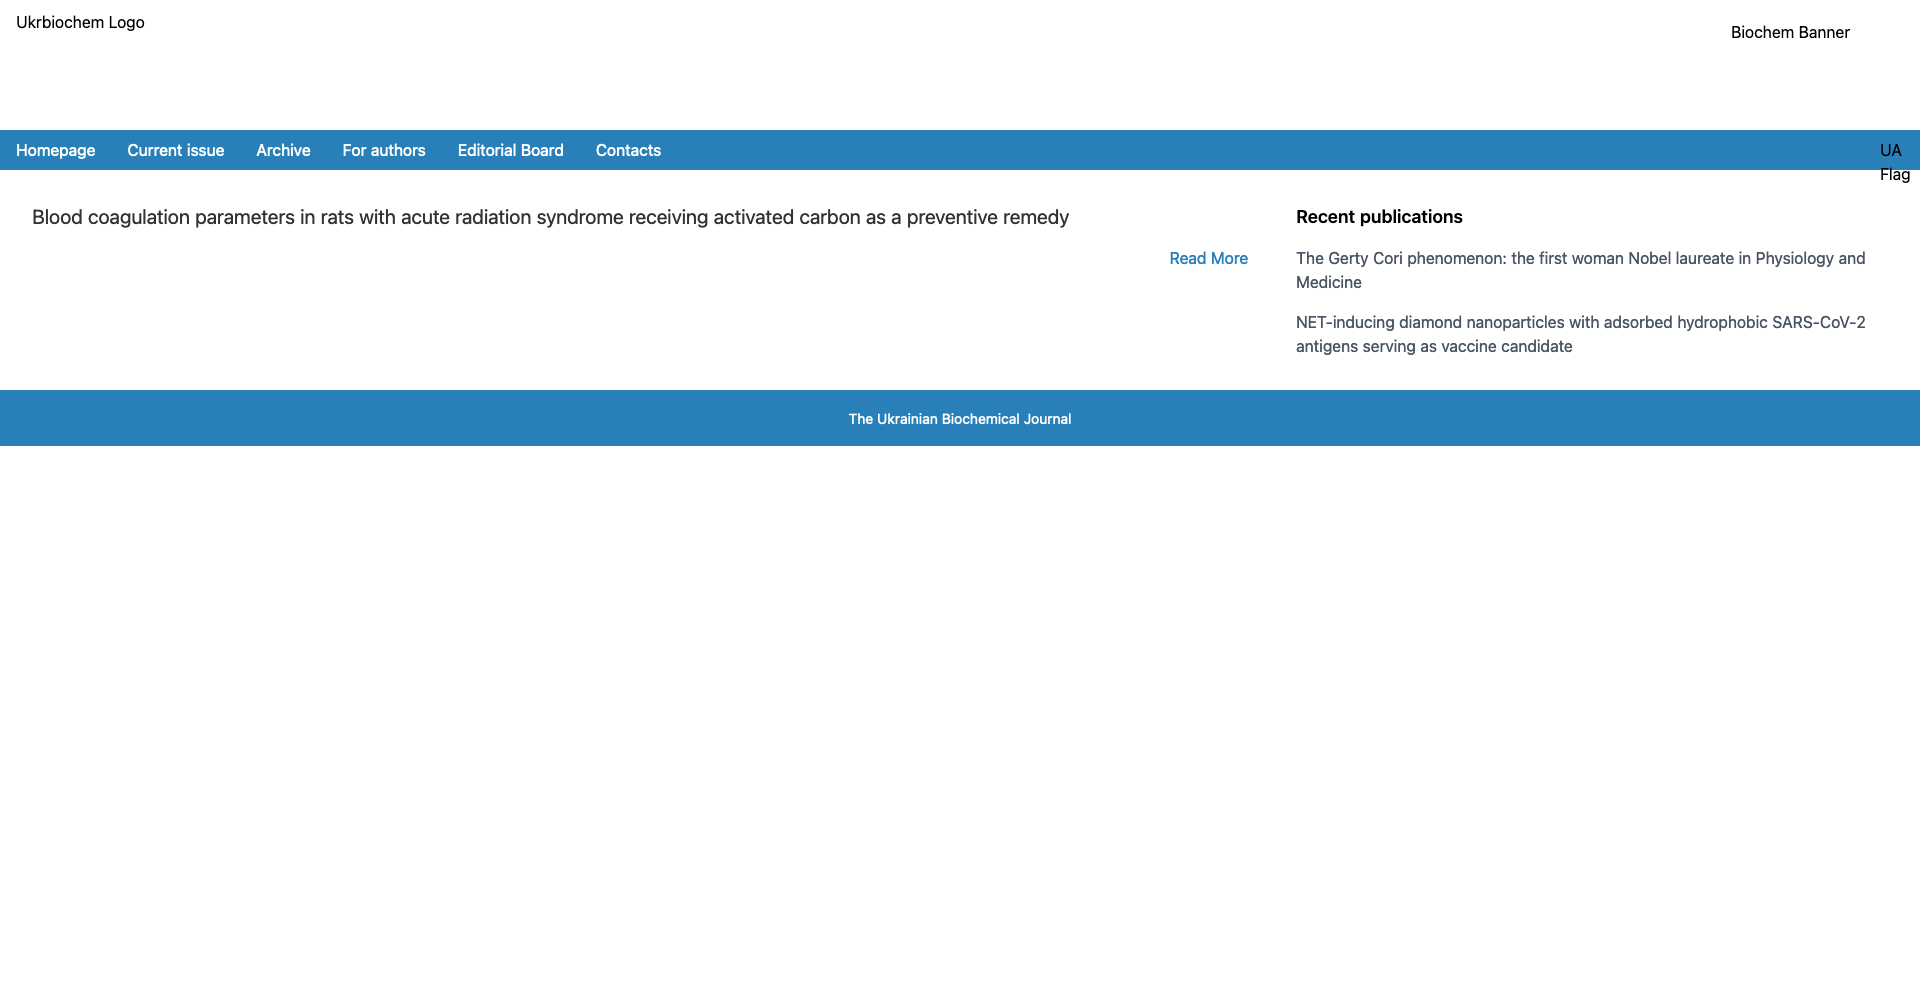 Ukrbiochem Logo
Biochem Banner
Homepage
Current issue
Archive
For authors
Editorial Board
Contacts
UA
Flag
Blood coagulation parameters in rats with acute radiation syndrome receiving activated carbon as a preventive remedy
Read More
Recent publications
The Gerty Cori phenomenon: the first woman Nobel laureate in Physiology and
Medicine
NET-inducing diamond nanoparticles with adsorbed hydrophobic SARS-CoV-2
antigens serving as vaccine candidate
The Ukrainian Biochemical Journal